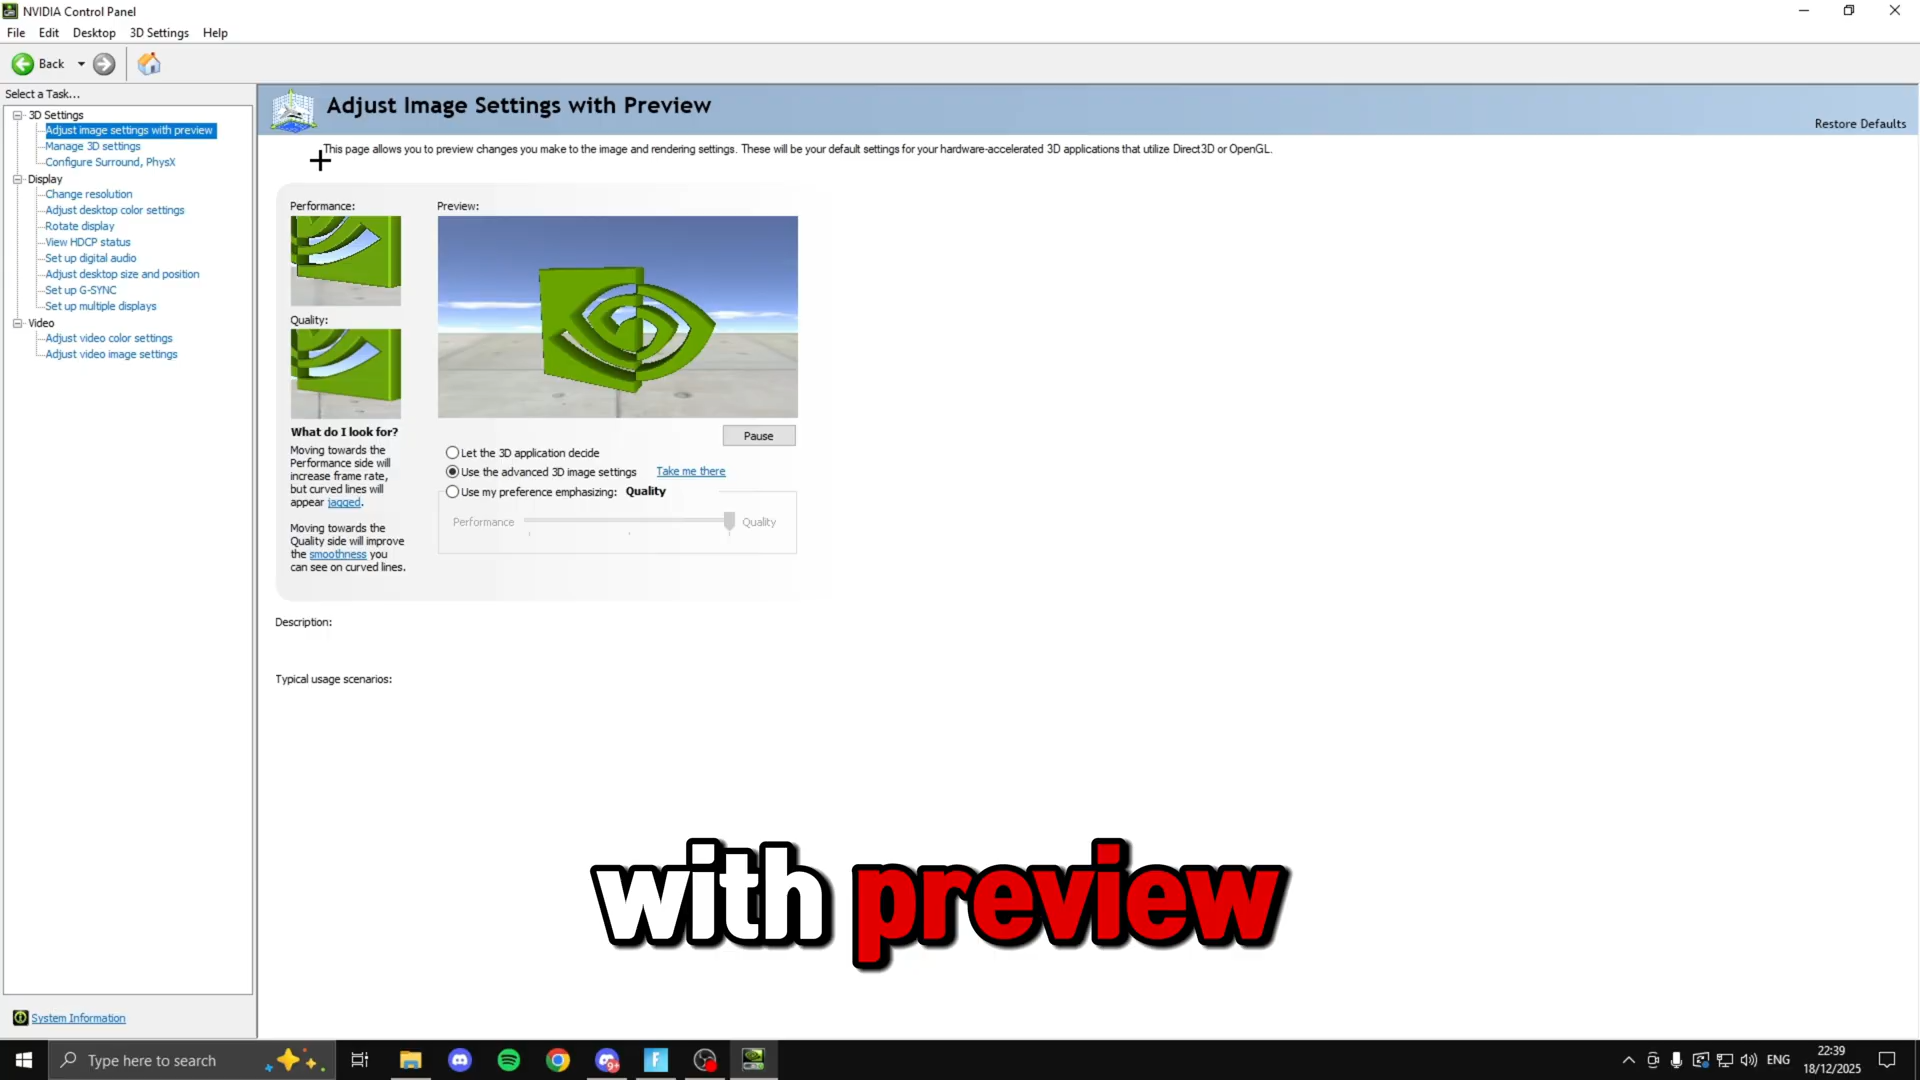 NVIDIA Control Panel
File Edit Desktop 3D Settings Help
Back
Select a Task...
3D Settings
Adjust image settings with preview
Manage 3D settings
Configure Surround, PhysX
Display
Change resolution
Adjust desktop color settings
Rotate display
View HDCP status
Set up digital audio
Adjust desktop size and position
Set up G-SYNC
Set up multiple displays
Video
Adjust video color settings
Adjust video image settings
System Information
Adjust Image Settings with Preview
Restore Defaults
This page allows you to preview changes you make to the image and rendering settings. These will be your default settings for your hardware-accelerated 3D applications that utilize Direct3D or OpenGL.
Performance:
Quality:
What do I look for?
Moving towards the
Performance side will
increase frame rate,
but curved lines will
appear jagged.
Moving towards the
Quality side will improve
the smoothness you
can see on curved lines.
Preview:
Pause
Let the 3D application decide
Use the advanced 3D image settings Take me there
Use my preference emphasizing: Quality
Performance Quality
Description:
Typical usage scenarios:
with preview
Type here to search
9+
F
ENG
22:39
18/12/2025